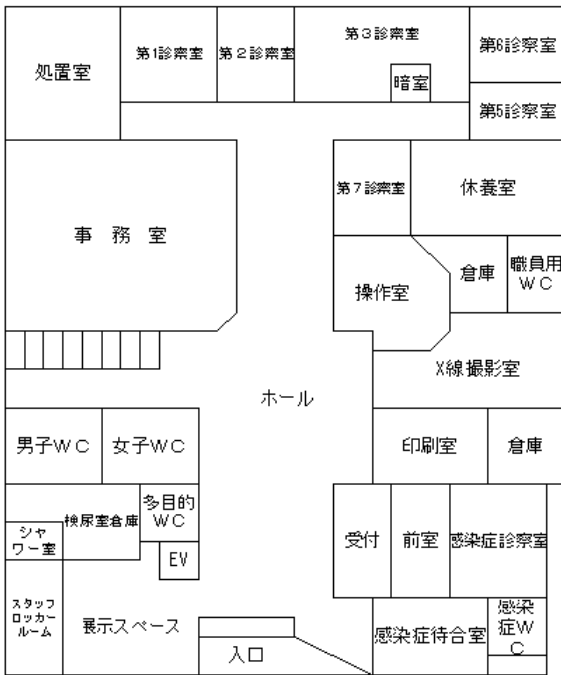 処置室
第1診察室
第２診察室
第３診察室
暗室
第6診察室
第5診察室
事　務　室
第７診察室
休養室
操作室
倉庫
職員用
ＷＣ
X線撮影室
ホール
男子ＷＣ
女子ＷＣ
印刷室
倉庫
検尿室倉庫
多目的
ＷＣ
シャ
ワー室
EV
受付
前室
感染症診察室
スタッフ
ロッカー
ルーム
展示スペース
入口
感染症待合室
感染
症Ｗ
Ｃ